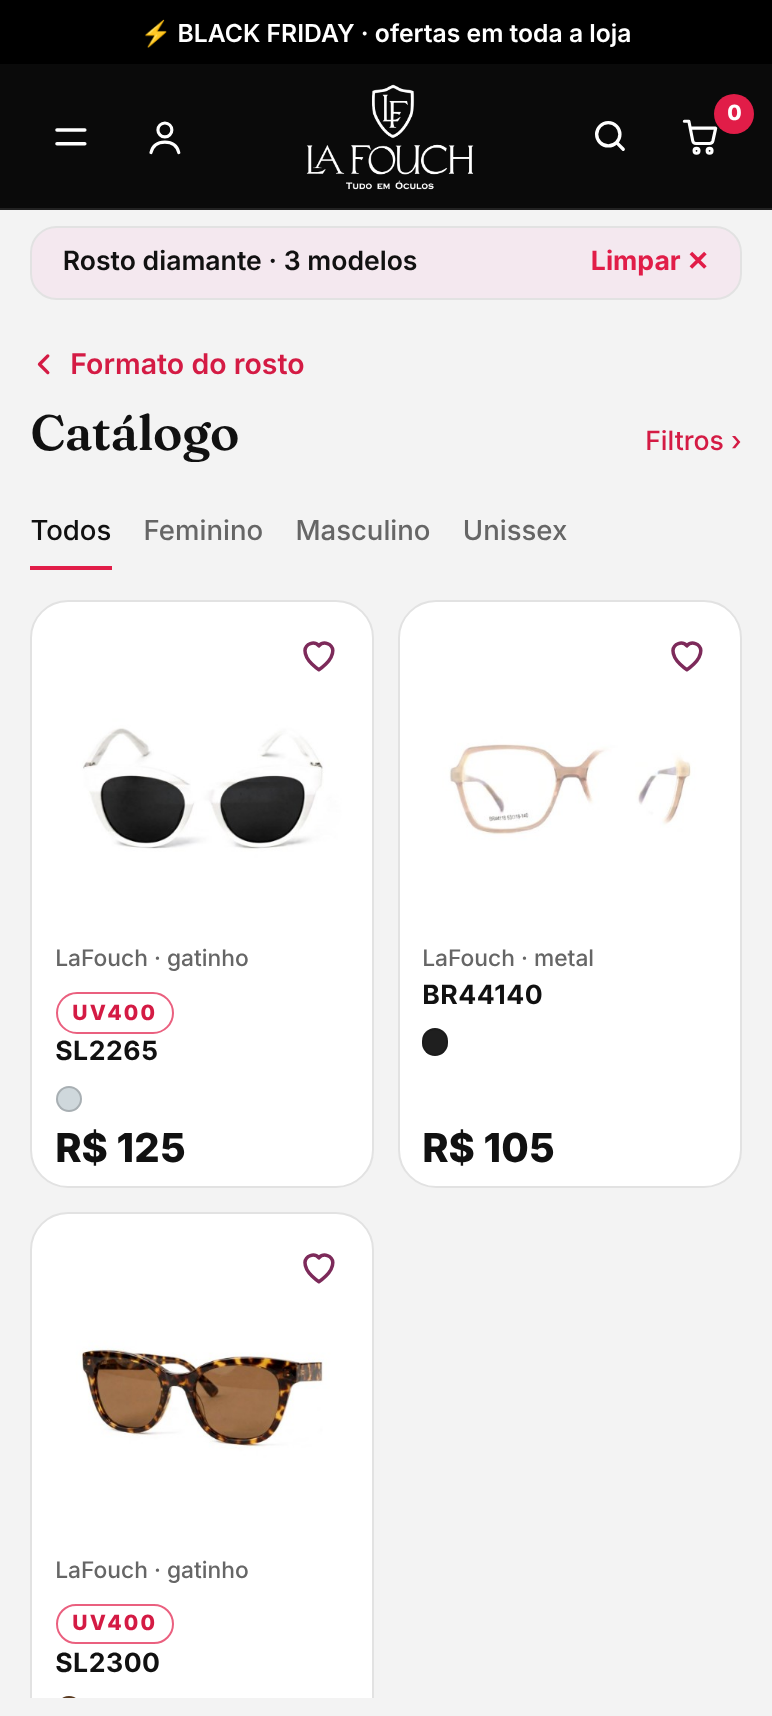 ⚡ BLACK FRIDAY · ofertas em toda a loja
0
LF
LA FOUCH
TUDO EM ÓCULOS
Rosto diamante · 3 modelos
Limpar ✕
‹ Formato do rosto
Catálogo
Filtros ›
Todos Feminino Masculino Unissex
LaFouch · gatinho
UV400
SL2265
R$ 125
LaFouch · metal
BR44140
R$ 105
LaFouch · gatinho
UV400
SL2300